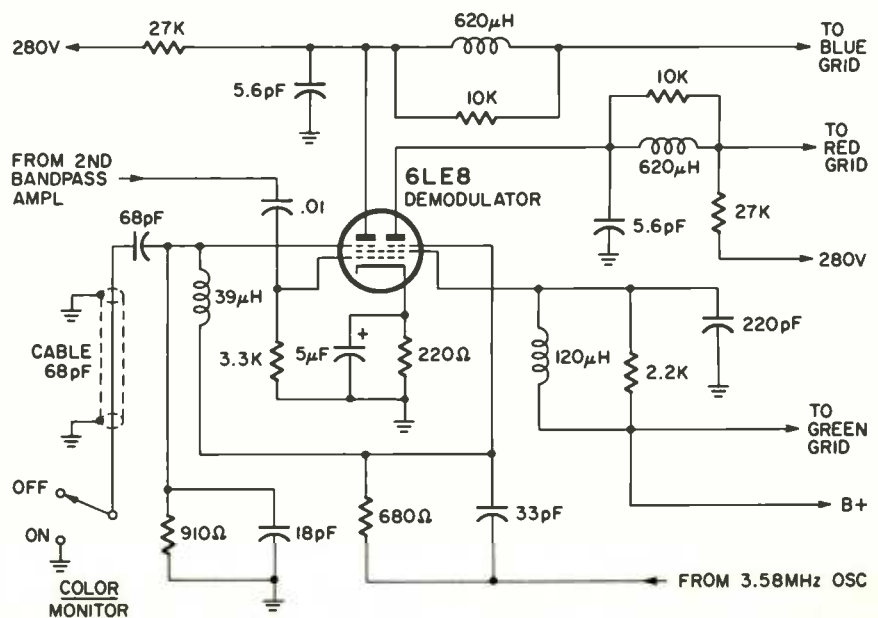 27K
620μH
280V
TO
BLUE
GRID
5.6pF
10K
10K
FROM 2ND
BANDPASS
AMPL
TO
RED
GRID
620μH
6LE8
DEMODULATOR
.01
68pF
5.6pF
27K
280V
39μH
CABLE
68pF
3.3K
5μF
+
220Ω
120μH
2.2K
220pF
TO
GREEN
GRID
OFF
B+
910Ω
18pF
680Ω
33pF
ON
COLOR
MONITOR
FROM 3.58MHz OSC